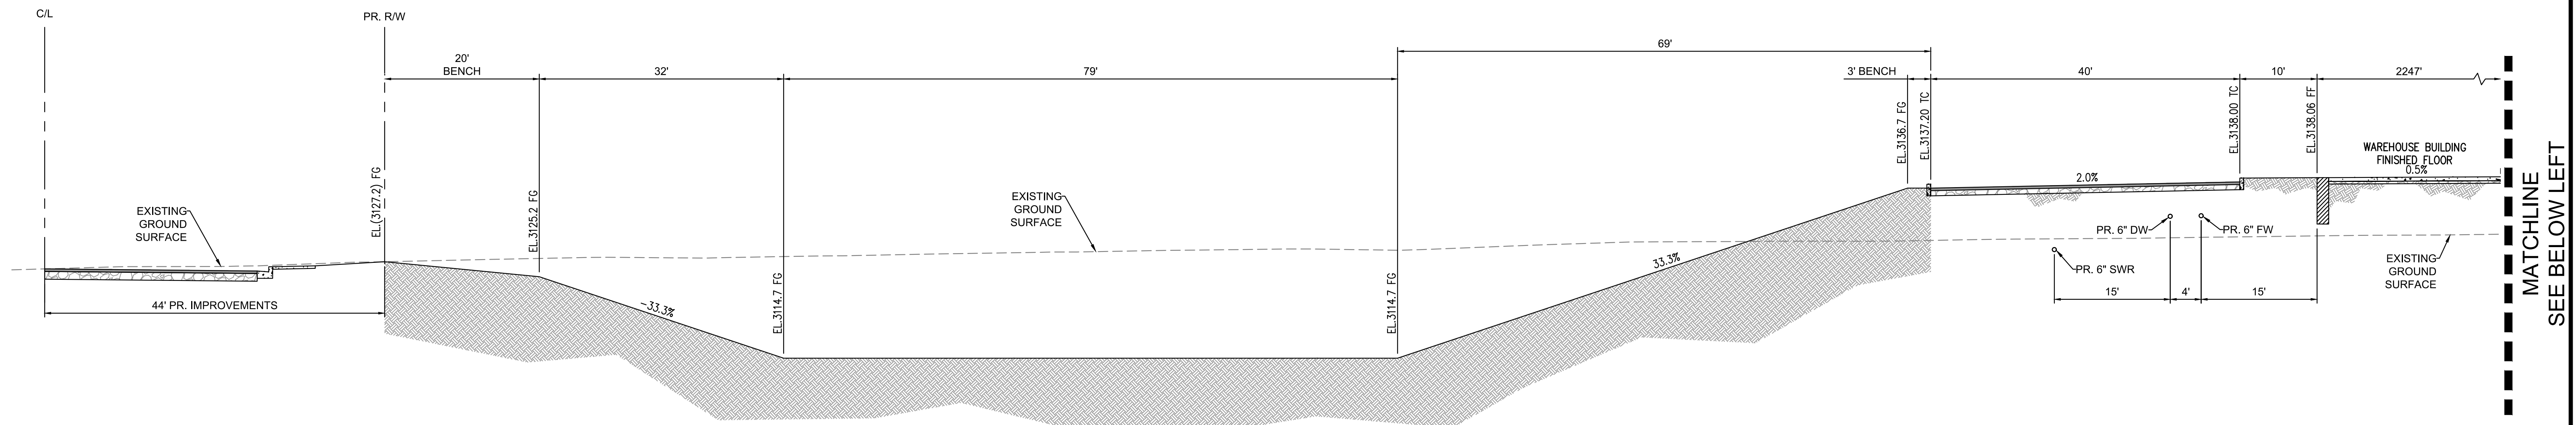 C/L
PR. R/W
20'
BENCH
32'
79'
69'
3' BENCH
40'
10'
2247'
EL.(3127.2) FG
EL.3125.2 FG
EL.3114.7 FG
EL.3114.7 FG
EL.3136.7 FG
EL.3137.20 TC
EL.3138.00 TC
EL.3138.06 FF
WAREHOUSE BUILDING
FINISHED FLOOR
0.5%
2.0%
EXISTING
GROUND
SURFACE
EXISTING
GROUND
SURFACE
PR. 6" DW
PR. 6" FW
PR. 6" SWR
EXISTING
GROUND
SURFACE
-33.3%
33.3%
15'
4'
15'
44' PR. IMPROVEMENTS
MATCHLINE
SEE BELOW LEFT